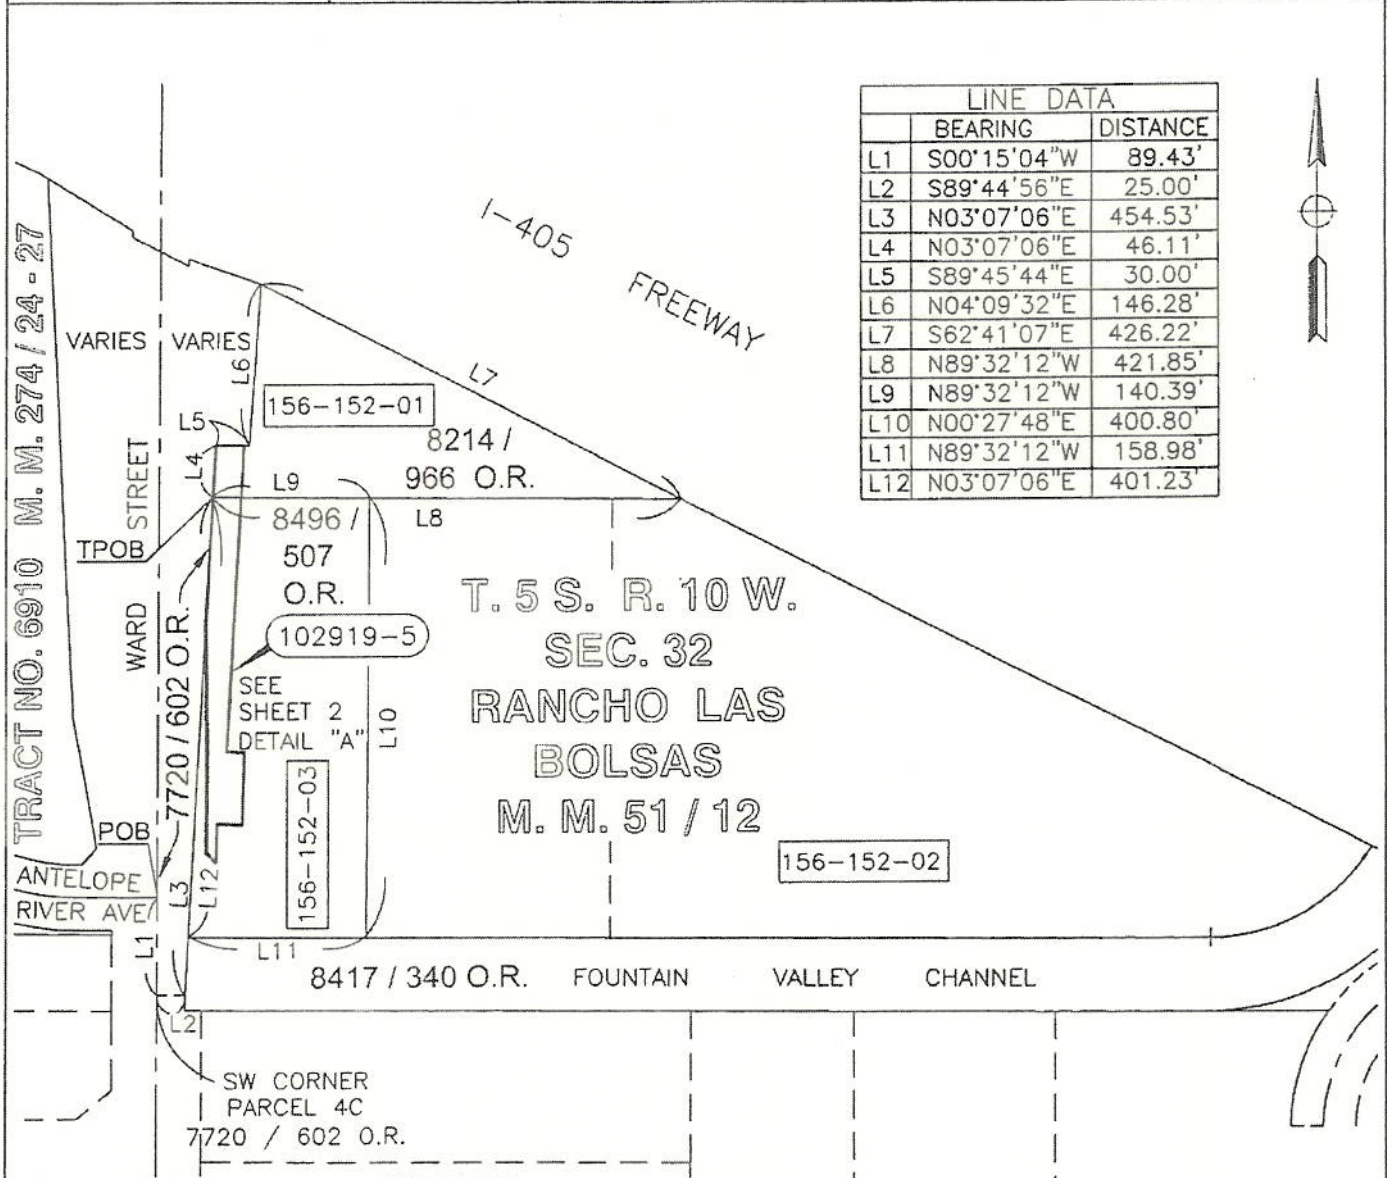 LINE DATA
BEARING DISTANCE
L1 S00°15'04"W 89.43'
L2 S89°44'56"E 25.00'
L3 N03°07'06"E 454.53'
L4 N03°07'06"E 46.11'
L5 S89°45'44"E 30.00'
L6 N04°09'32"E 146.28'
L7 S62°41'07"E 426.22'
L8 N89°32'12"W 421.85'
L9 N89°32'12"W 140.39'
L10 N00°27'48"E 400.80'
L11 N89°32'12"W 158.98'
L12 N03°07'06"E 401.23'
I-405 FREEWAY
TRACT NO. 6910 M. M. 274 / 24 - 27
VARIES VARIES
L6
L7
156-152-01
L5
8214 /
966 O.R.
L4
L9
L8
STREET
WARD
TPOB
8496 /
507
O.R.
102919-5
7720 / 602 O.R.
SEE
SHEET 2
DETAIL "A"
L10
T. 5 S. R. 10 W.
SEC. 32
RANCHO LAS
BOLSAS
M. M. 51 / 12
156-152-03
156-152-02
POB
ANTELOPE
RIVER AVE
L3
L12
L1
L11
8417 / 340 O.R. FOUNTAIN VALLEY CHANNEL
L2
SW CORNER
PARCEL 4C
7720 / 602 O.R.